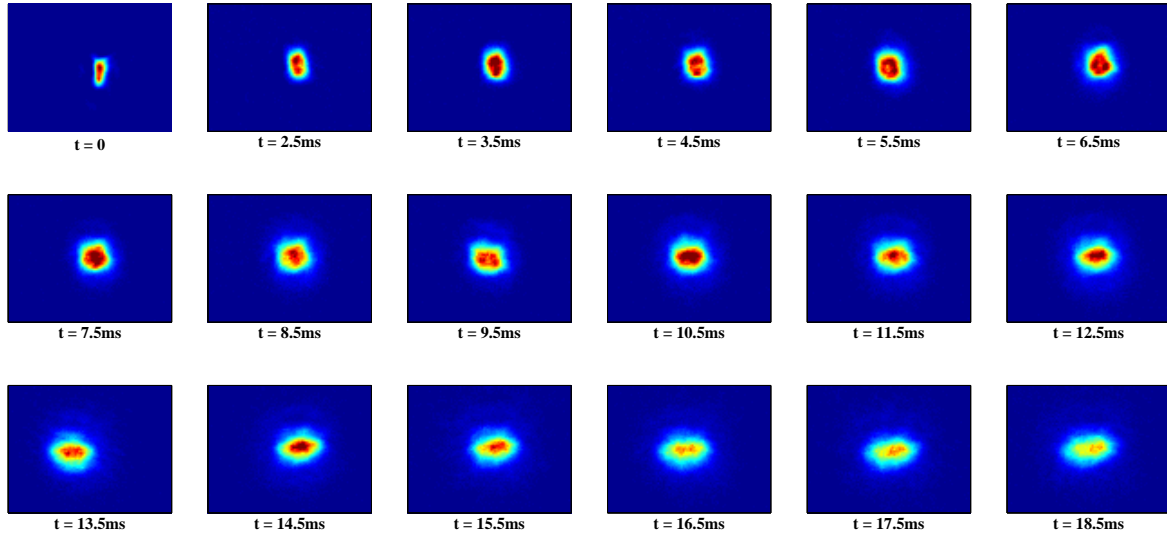 t = 0
t = 2.5ms
t = 3.5ms
t = 4.5ms
t = 5.5ms
t = 6.5ms
t = 7.5ms
t = 8.5ms
t = 9.5ms
t = 10.5ms
t = 11.5ms
t = 12.5ms
t = 13.5ms
t = 14.5ms
t = 15.5ms
t = 16.5ms
t = 17.5ms
t = 18.5ms